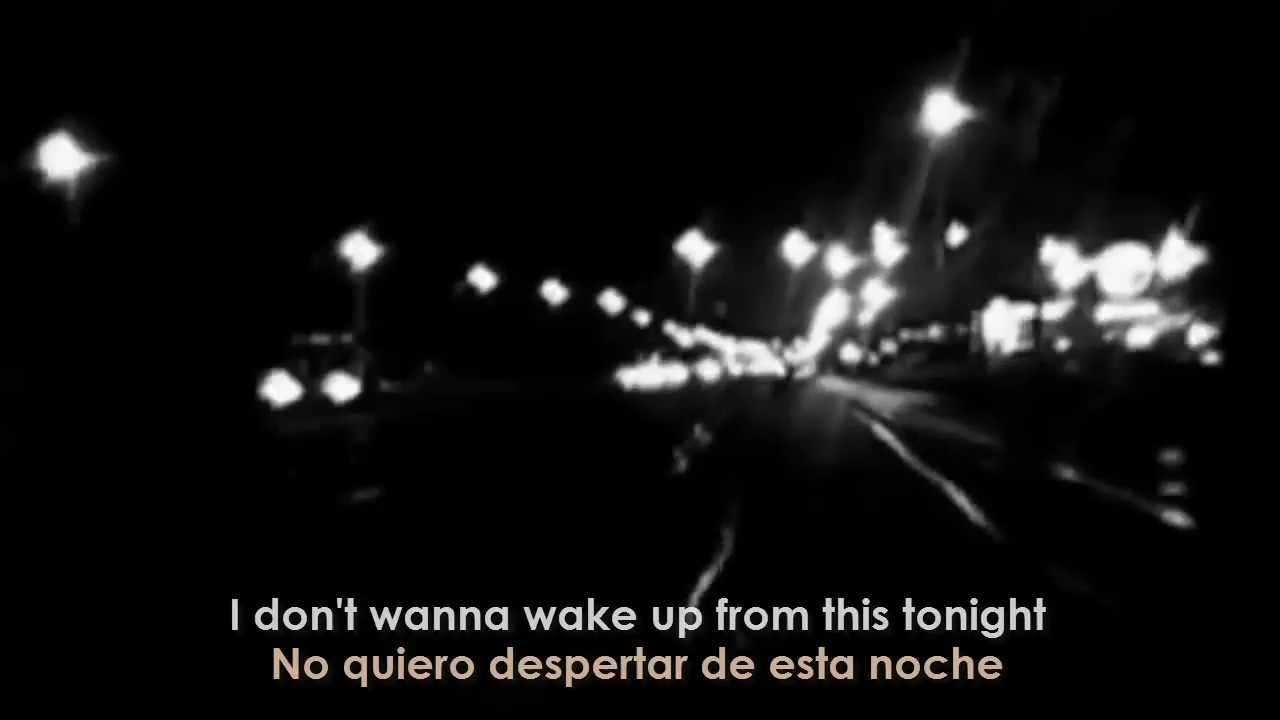 I don't wanna wake up from this tonight
No quiero despertar de esta noche